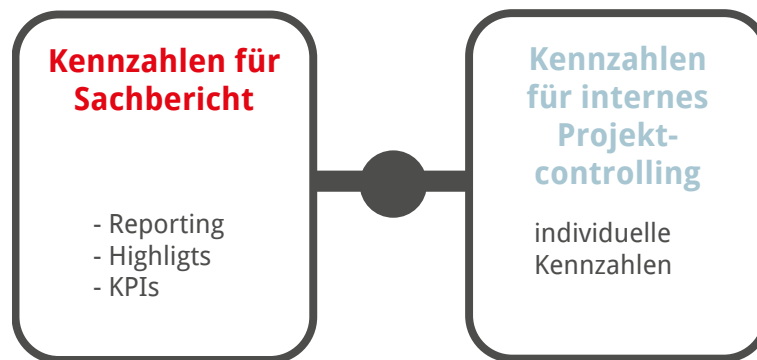 Kennzahlen für
Sachbericht
- Reporting
- Highligts
- KPIs
Kennzahlen
für internes
Projekt-
controlling
individuelle
Kennzahlen